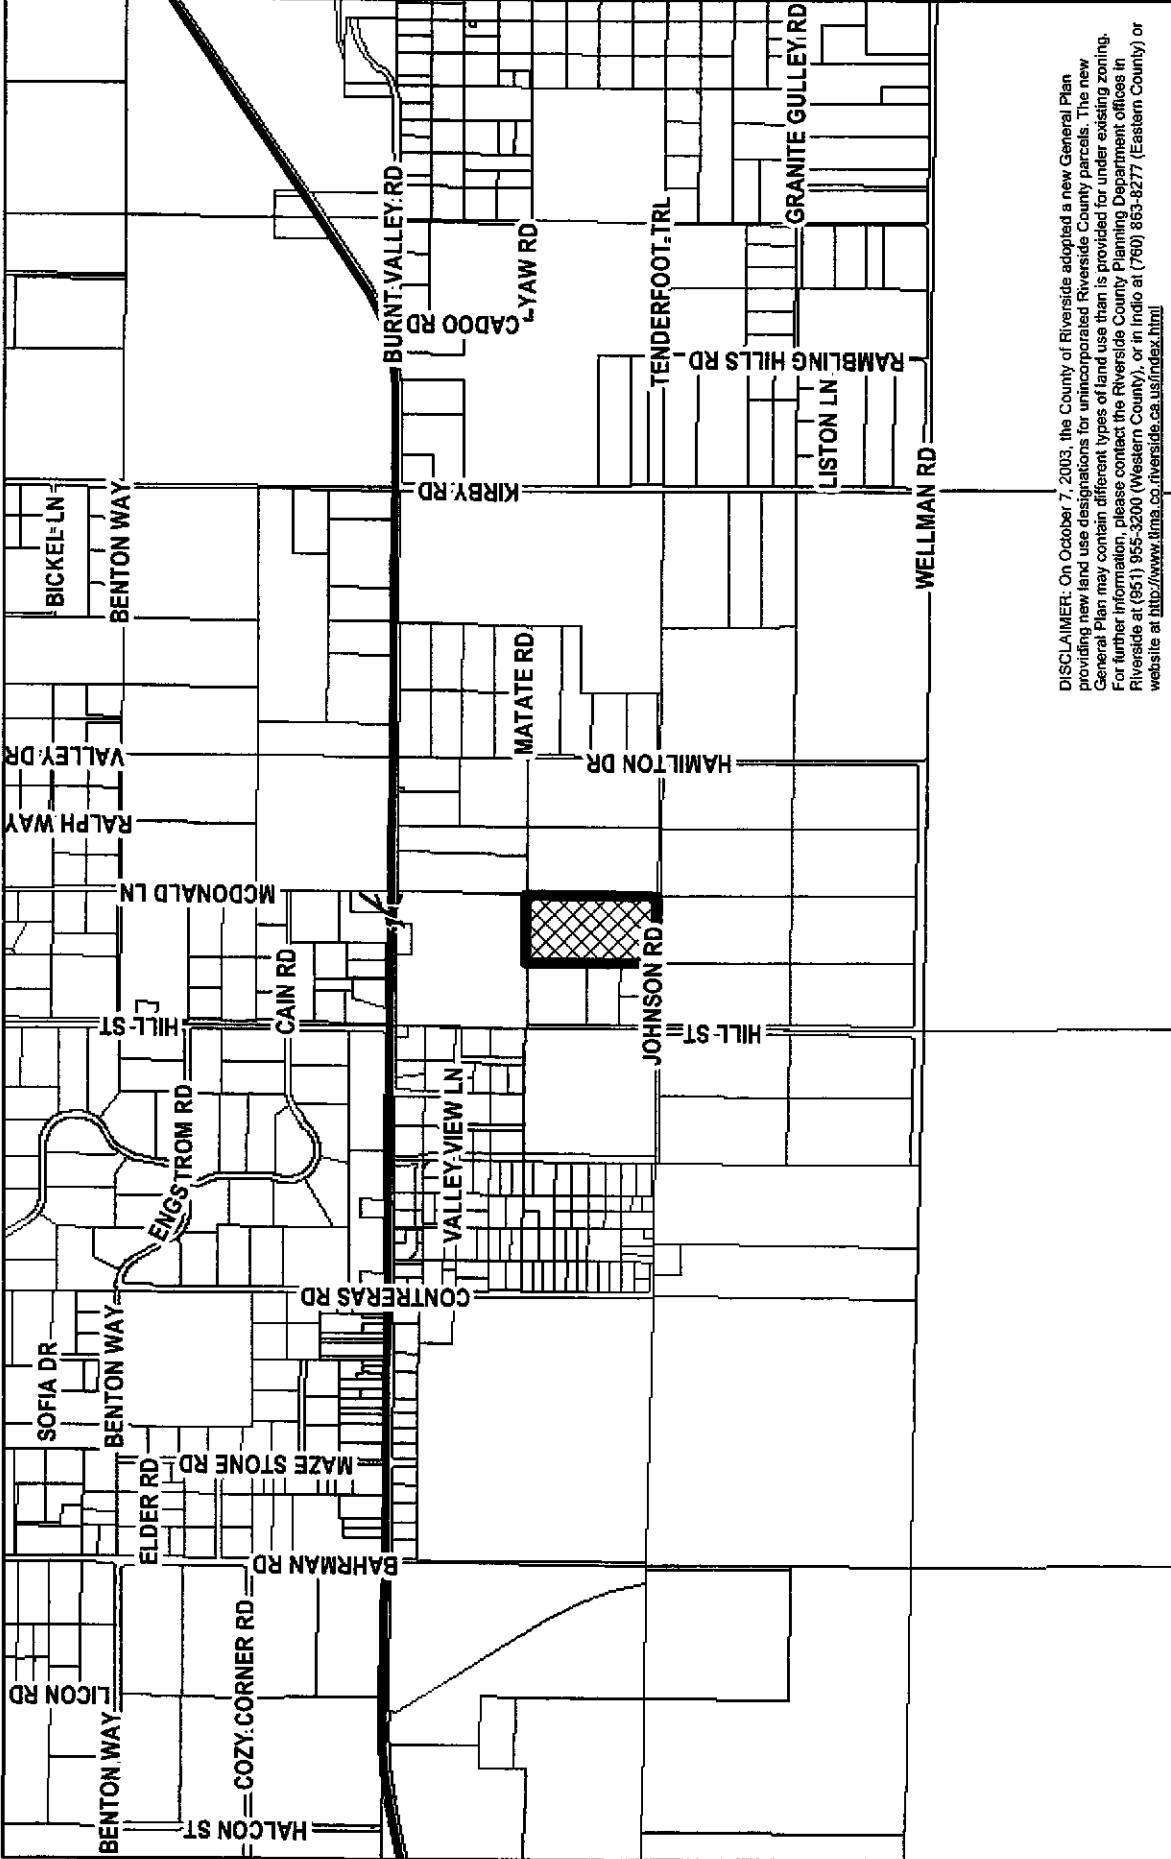 LICON RD
SOFIA DR
VALLEY DR
BICKEL LN
BENTON WAY
BENTON WAY
BENTON WAY
RALPH WAY
ELDER RD
ENGSTROM RD
HILL ST
MCDONALD LN
COZY CORNER RD
MAZE STONE RD
CAIN RD
HALCON ST
BAHRMAN RD
CONTRERAS RD
BURNT VALLEY RD
VALLEY VIEW LN
KIRBY RD
CADOO RD
MATATE RD
YAW RD
JOHNSON RD
HILL ST
HAMILTON DR
TENDERFOOT TRL
RAMBLING HILLS RD
GRANITE GULLEY RD
LISTON LN
WELLMAN RD
DISCLAIMER: On October 7, 2003, the County of Riverside adopted a new General Plan
providing new land use designations for unincorporated Riverside County parcels. The new
General Plan may contain different types of land use than is provided for under existing zoning.
For further information, please contact the Riverside County Planning Department offices in
Riverside at (951) 955-3200 (Western County), or in Indio at (760) 863-8277 (Eastern County) or
website at http://www.tlma.co.riverside.ca.us/index.html